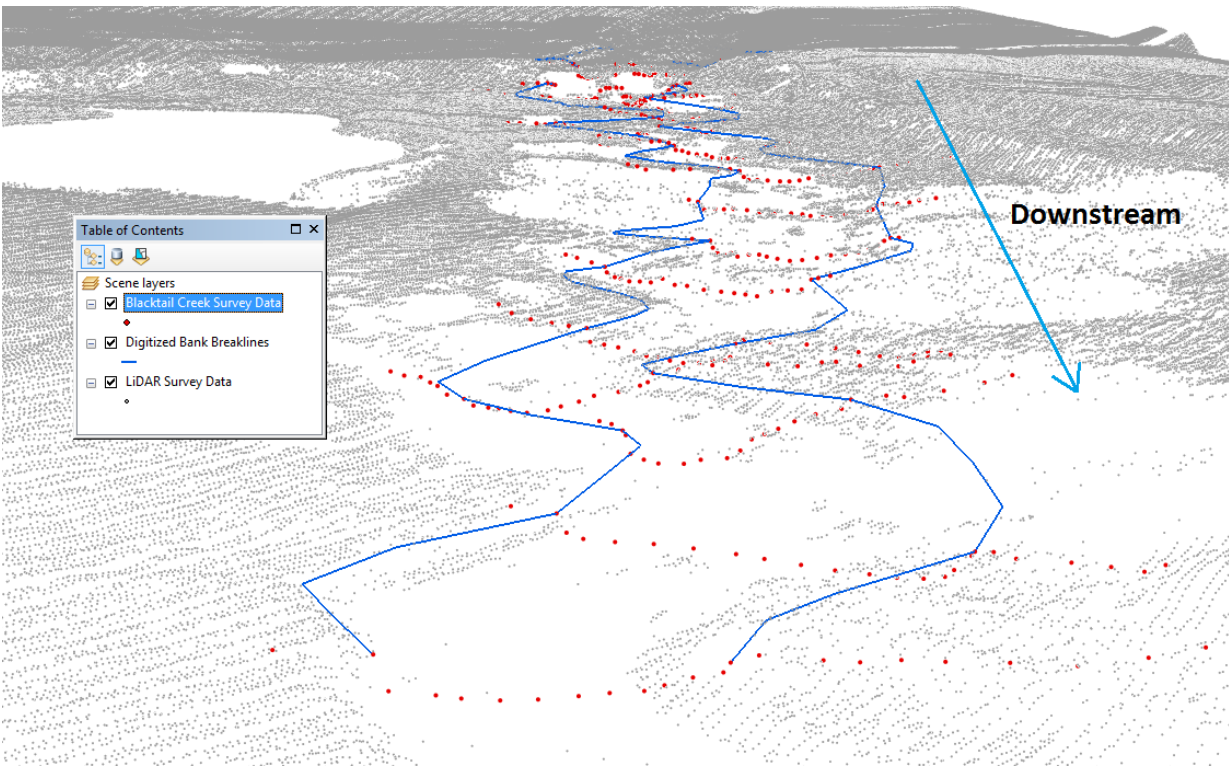 Downstream
Table of Contents
Scene layers
Blacktail Creek Survey Data
Digitized Bank Breaklines
LiDAR Survey Data